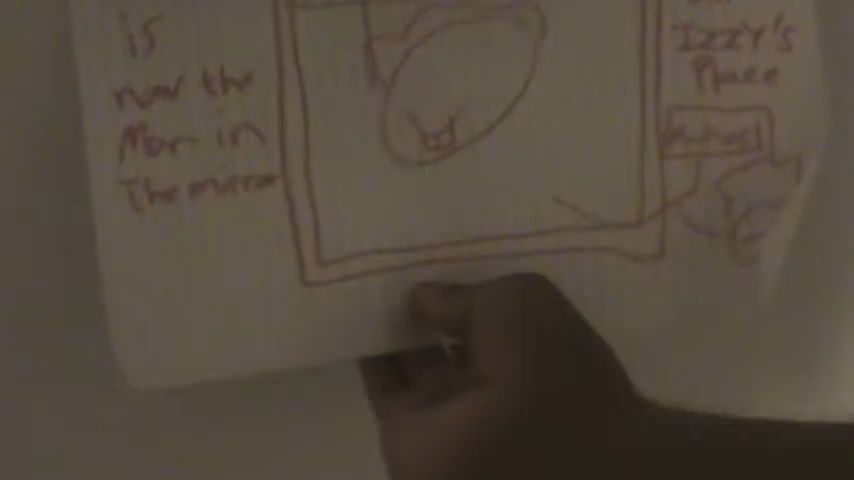 is
now the
Man in
The mirror
IZZY's
Place